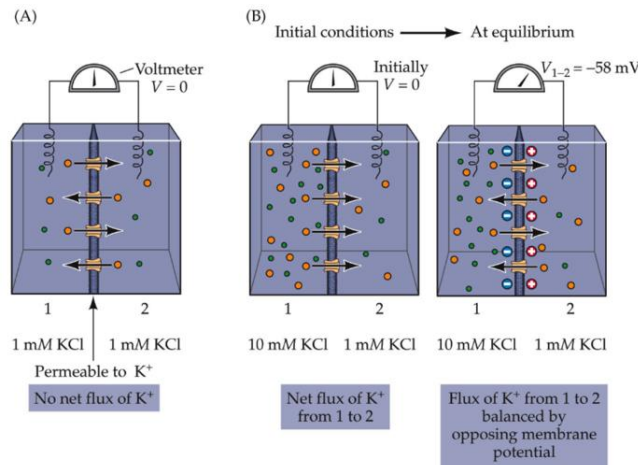 (A)
Voltmeter
V = 0
1
2
1 mM KCl
1 mM KCl
Permeable to K+
No net flux of K+
(B)
Initial conditions
At equilibrium
Initially
V = 0
V1–2 = –58 mV
1
2
1
2
10 mM KCl
1 mM KCl
10 mM KCl
1 mM KCl
Net flux of K+
from 1 to 2
Flux of K+ from 1 to 2
balanced by
opposing membrane
potential